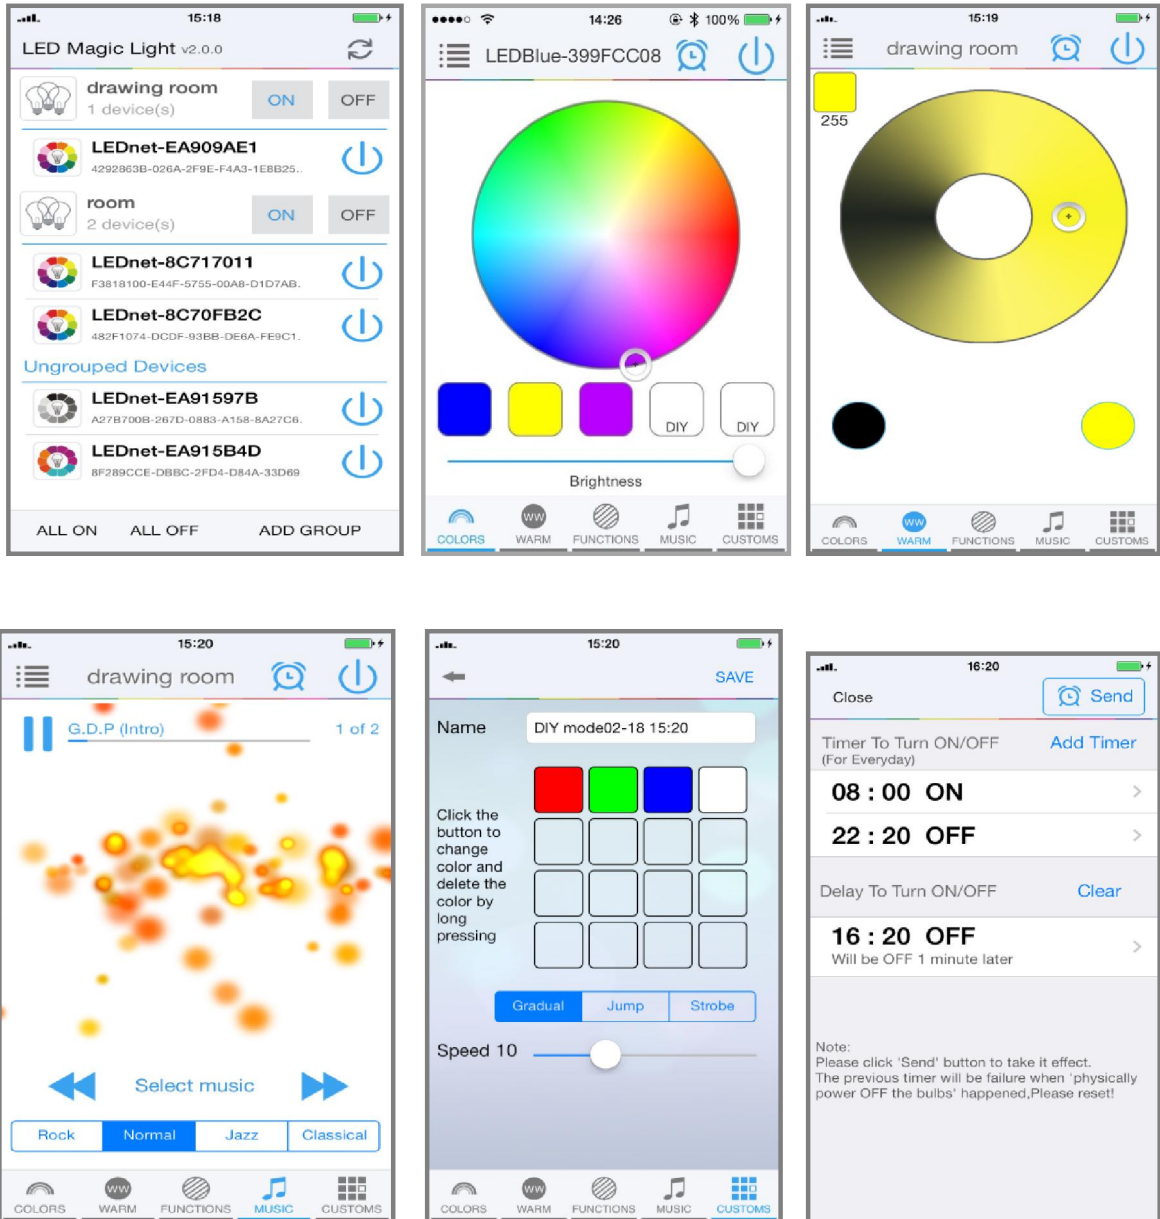 15:18
LED Magic Light v2.0.0
drawing room
1 device(s)
ON
OFF
LEDnet-EA909AE1
4292863B-026A-2F9E-F4A3-1E8B25..
room
2 device(s)
ON
OFF
LEDnet-8C717011
F3818100-E44F-5755-00A8-D1D7AB.
LEDnet-8C70FB2C
482F1074-DCDF-93BB-DE6A-FE9C1.
Ungrouped Devices
LEDnet-EA91597B
A27B700B-267D-0883-A158-8A27C6.
LEDnet-EA915B4D
8F289CCE-DBBC-2FD4-D84A-33D69
ALL ON ALL OFF ADD GROUP
14:26 100%
LEDBlue-399FCC08
DIY DIY
Brightness
WW
COLORS WARM FUNCTIONS MUSIC CUSTOMS
15:19
drawing room
255
WW
COLORS WARM FUNCTIONS MUSIC CUSTOMS
15:20
drawing room
G.D.P (Intro) 1 of 2
Select music
Rock Normal Jazz Classical
WW
COLORS WARM FUNCTIONS MUSIC CUSTOMS
15:20
SAVE
Name DIY mode02-18 15:20
Click the
button to
change
color and
delete the
color by
long
pressing
Gradual Jump Strobe
Speed 10
WW
COLORS WARM FUNCTIONS MUSIC CUSTOMS
16:20
Close Send
Timer To Turn ON/OFF Add Timer
(For Everyday)
08 : 00 ON
22 : 20 OFF
Delay To Turn ON/OFF Clear
16 : 20 OFF
Will be OFF 1 minute later
Note:
Please click 'Send' button to take it effect.
The previous timer will be failure when 'physically
power OFF the bulbs' happened,Please reset!